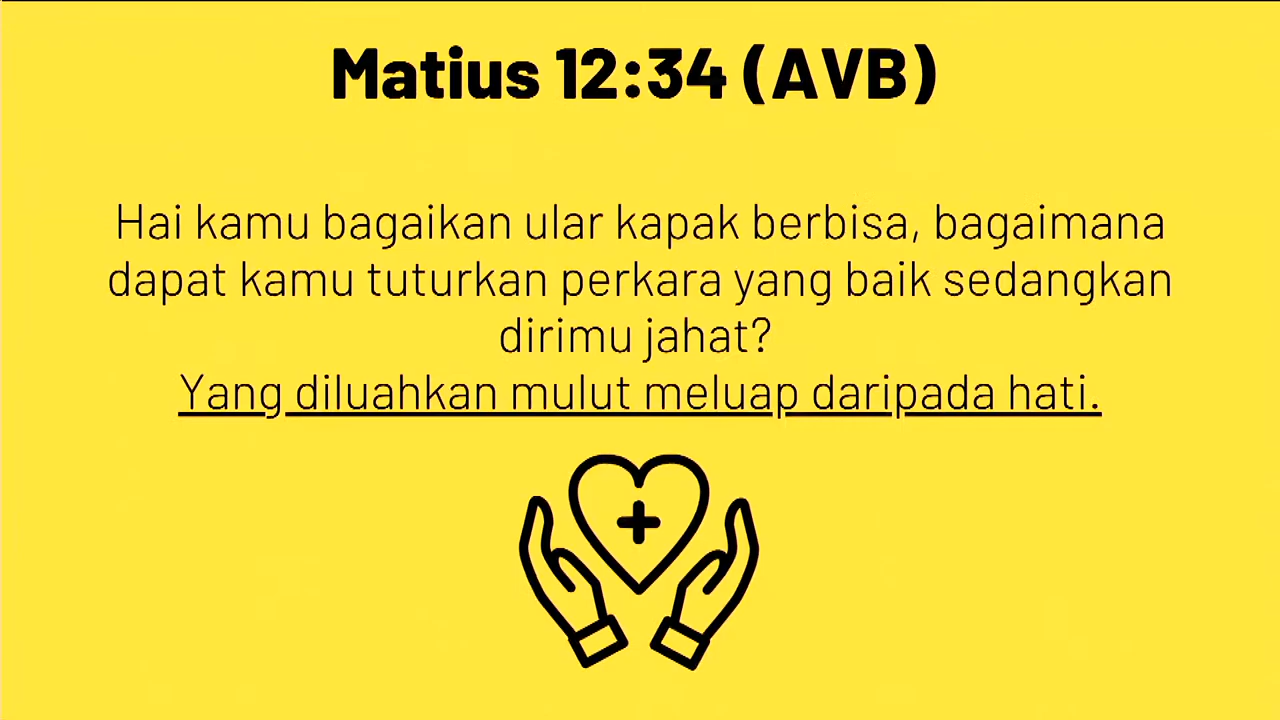 Matius 12:34 (AVB)
Hai kamu bagaikan ular kapak berbisa, bagaimana
dapat kamu tuturkan perkara yang baik sedangkan
dirimu jahat?
Yang diluahkan mulut meluap daripada hati.